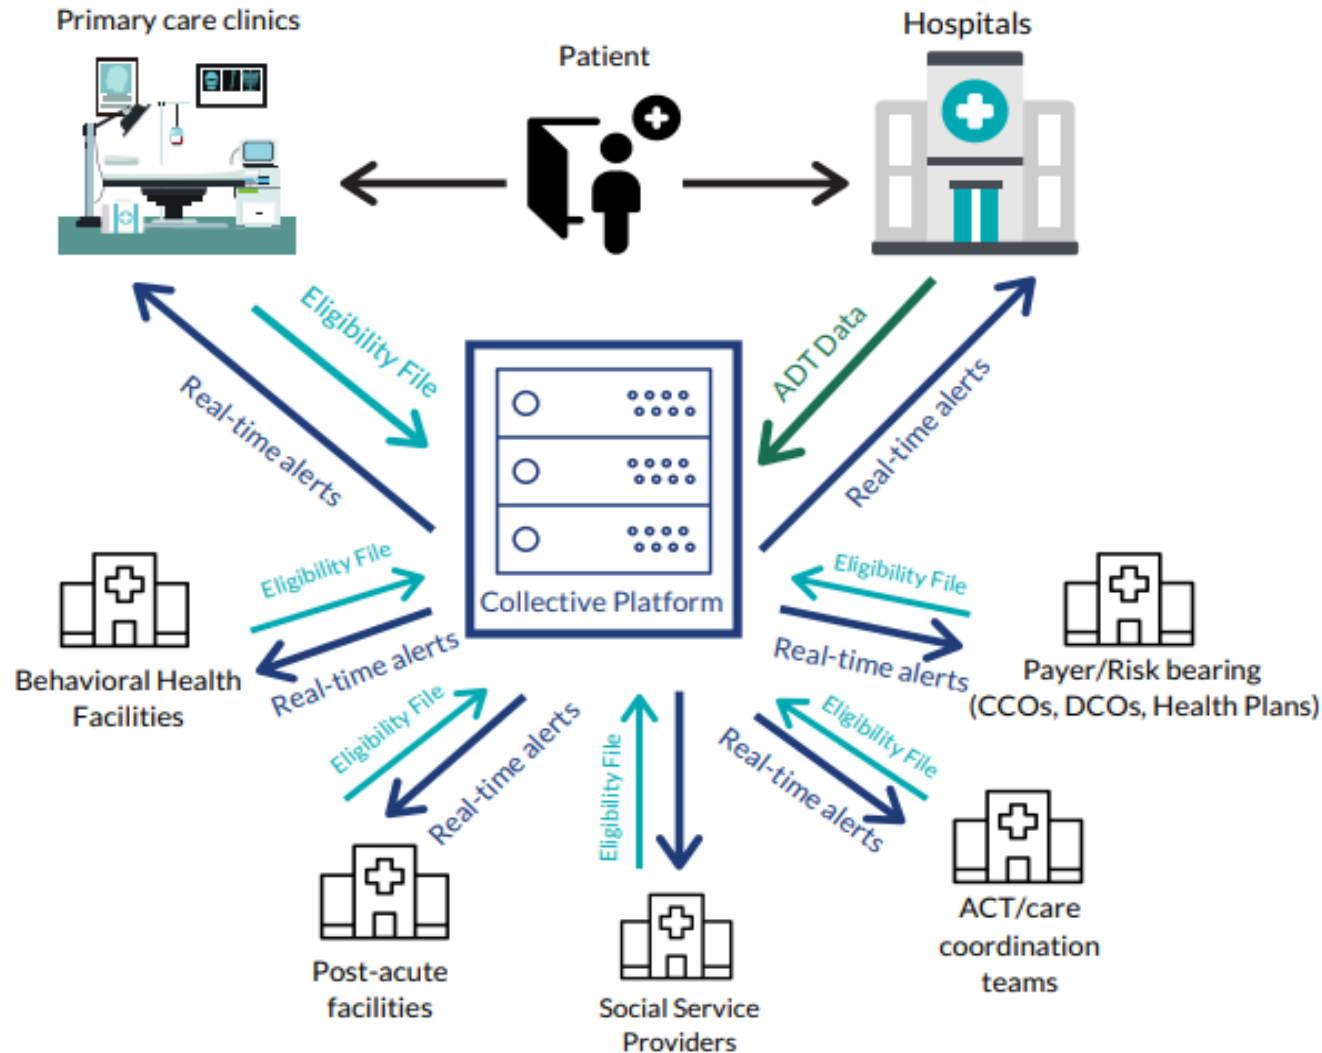 Primary care clinics
Patient
Hospitals
Eligibility File
Real-time alerts
ADT Data
Real-time alerts
Collective Platform
Eligibility File
Real-time alerts
Behavioral Health
Facilities
Eligibility File
Real-time alerts
Payer/Risk bearing
(CCOs, DCOs, Health Plans)
Eligibility File
Real-time alerts
Post-acute
facilities
Eligibility File
Social Service
Providers
Eligibility File
Real-time alerts
ACT/care
coordination
teams